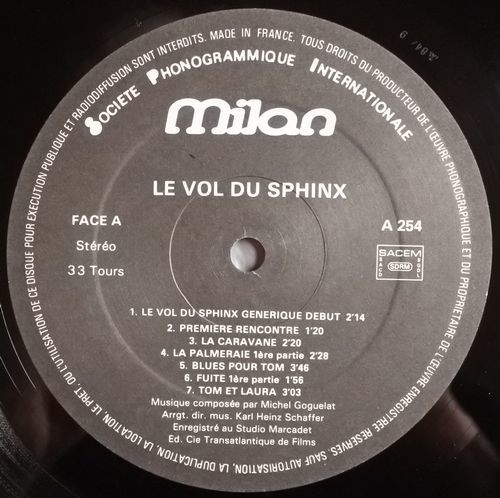 TOUS DROITS DU PRODUCTEUR DE L'ŒUVRE PHONOGRAPHIQUE ET DU PROPRIETAIRE DE L'ŒUVRE ENREGISTREE RESERVES. SAUF AUTORISATION, LA DUPLICATION, LA LOCATION, LE PRET, OU L'UTILISATION DE CE DISQUE POUR EXECUTION PUBLIQUE ET RADIODIFFUSION SONT INTERDITS. MADE IN FRANCE.
SOCIETE PHONOGRAMMIQUE INTERNATIONALE
milan
LE VOL DU SPHINX
FACE A
Stéréo
33 Tours
A 254
SACEM
SACD SDRM SGDL
1. LE VOL DU SPHINX GENERIQUE DEBUT 2'14
2. PREMIÈRE RENCONTRE 1'20
3. LA CARAVANE 2'20
4. LA PALMERAIE 1ère partie 2'28
5. BLUES POUR TOM 3'46
6. FUITE 1ère partie 1'56
7. TOM ET LAURA 3'03
Musique composée par Michel Goguelat
Arrgt. dir. mus. Karl Heinz Schaffer
Enregistré au Studio Marcadet
Ed. Cie Transatlantique de Films